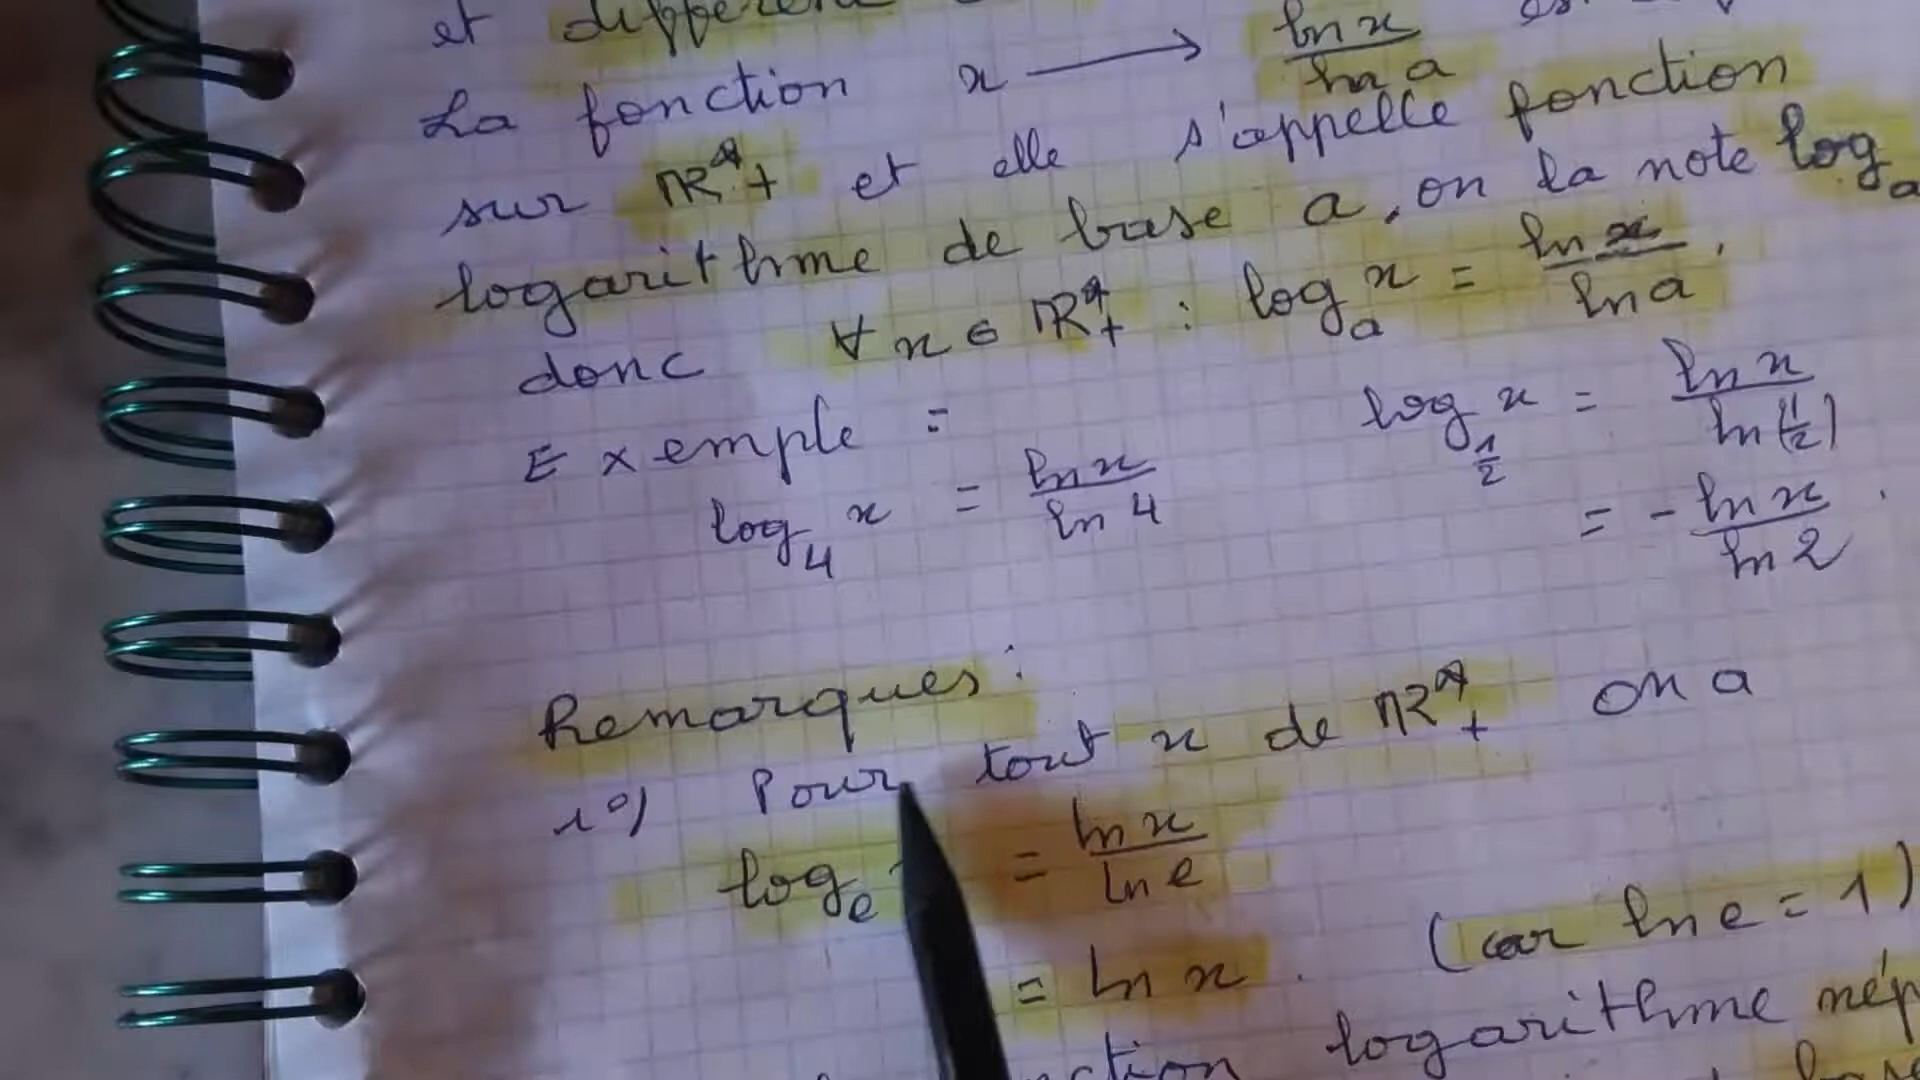 et
La fonction x → ln x / ln a
sur ℝ*+ et elle s'appelle fonction
logarithme de base a, on la note log_a
donc ∀ x ∈ ℝ*+ : log_a x = ln x / ln a,
Exemple :
log_4 x = ln x / ln 4
log_1/2 x = ln x / ln(1/2)
= - ln x / ln 2 .
Remarques :
1°) Pour tout x de ℝ*+ on a
log_e = ln x / ln e
= ln x . (car ln e = 1)
logarithme